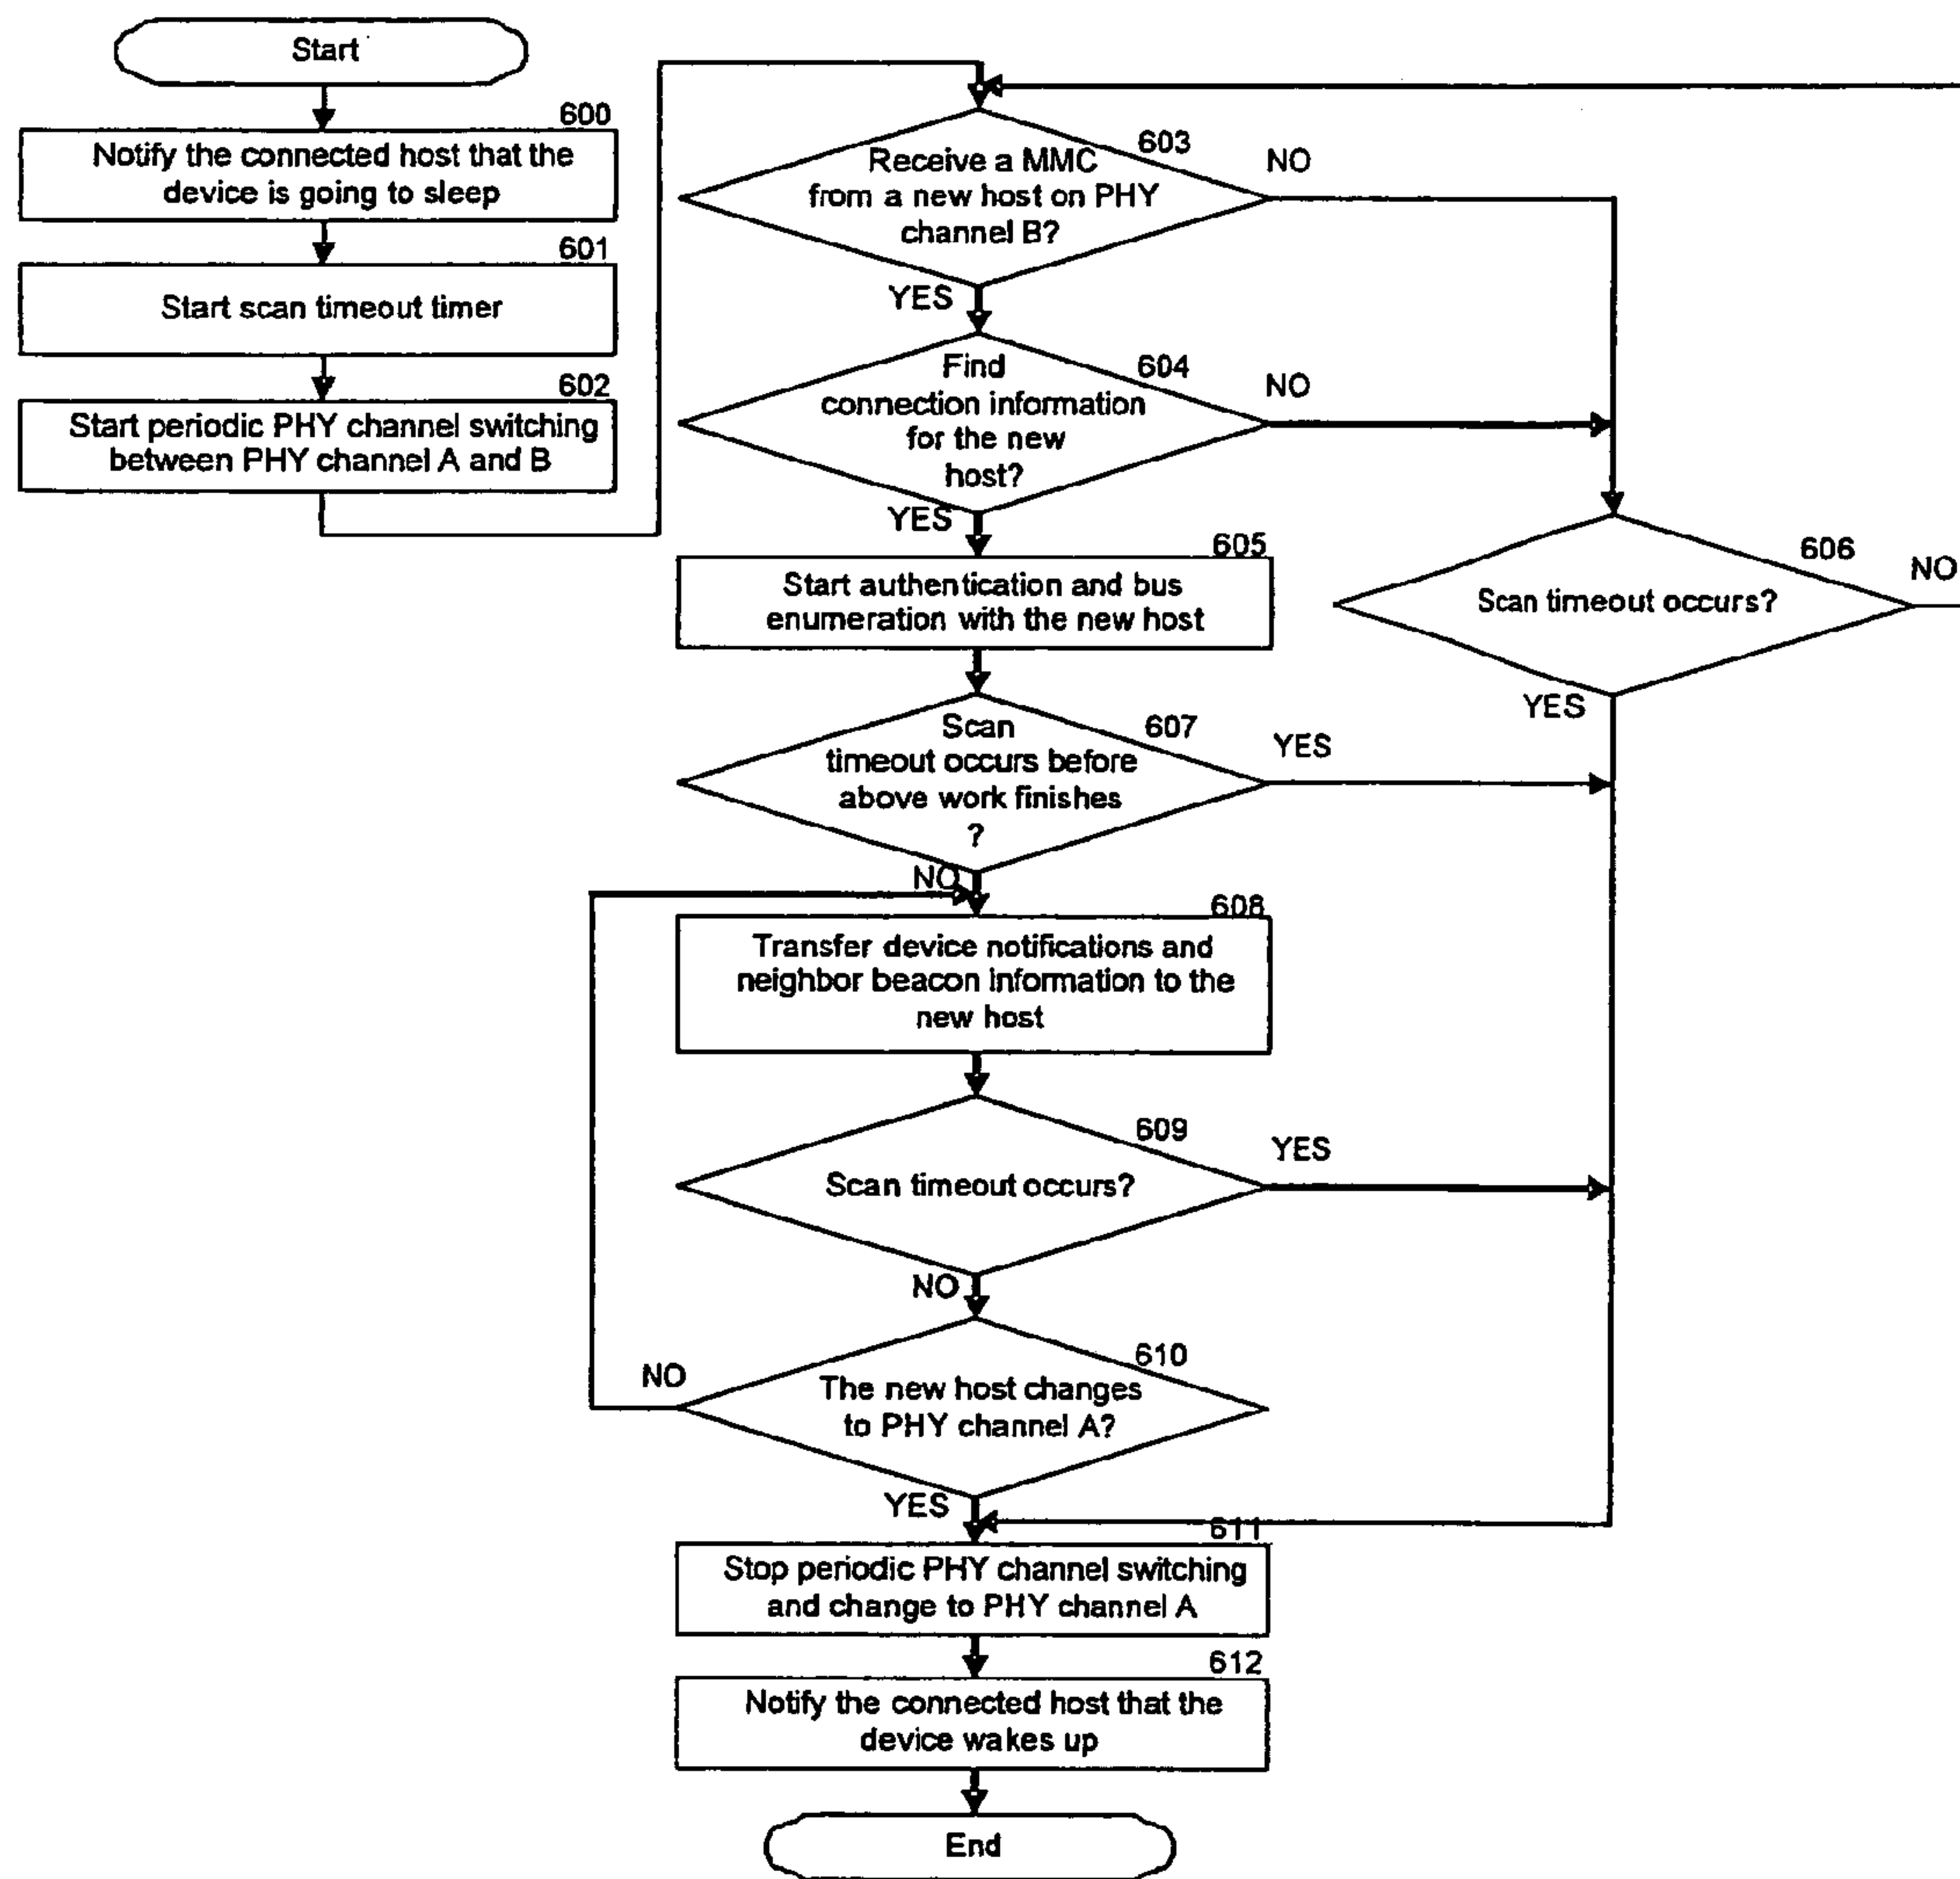 Start
600
Notify the connected host that the
device is going to sleep
601
Start scan timeout timer
602
Start periodic PHY channel switching
between PHY channel A and B
603
Receive a MMC
from a new host on PHY
channel B?
NO
YES
604
Find
connection information
for the new
host?
NO
YES
605
Start authentication and bus
enumeration with the new host
606
Scan timeout occurs?
NO
YES
607
Scan
timeout occurs before
above work finishes
?
YES
NO
608
Transfer device notifications and
neighbor beacon information to the
new host
609
Scan timeout occurs?
YES
NO
610
The new host changes
to PHY channel A?
NO
YES
611
Stop periodic PHY channel switching
and change to PHY channel A
612
Notify the connected host that the
device wakes up
End